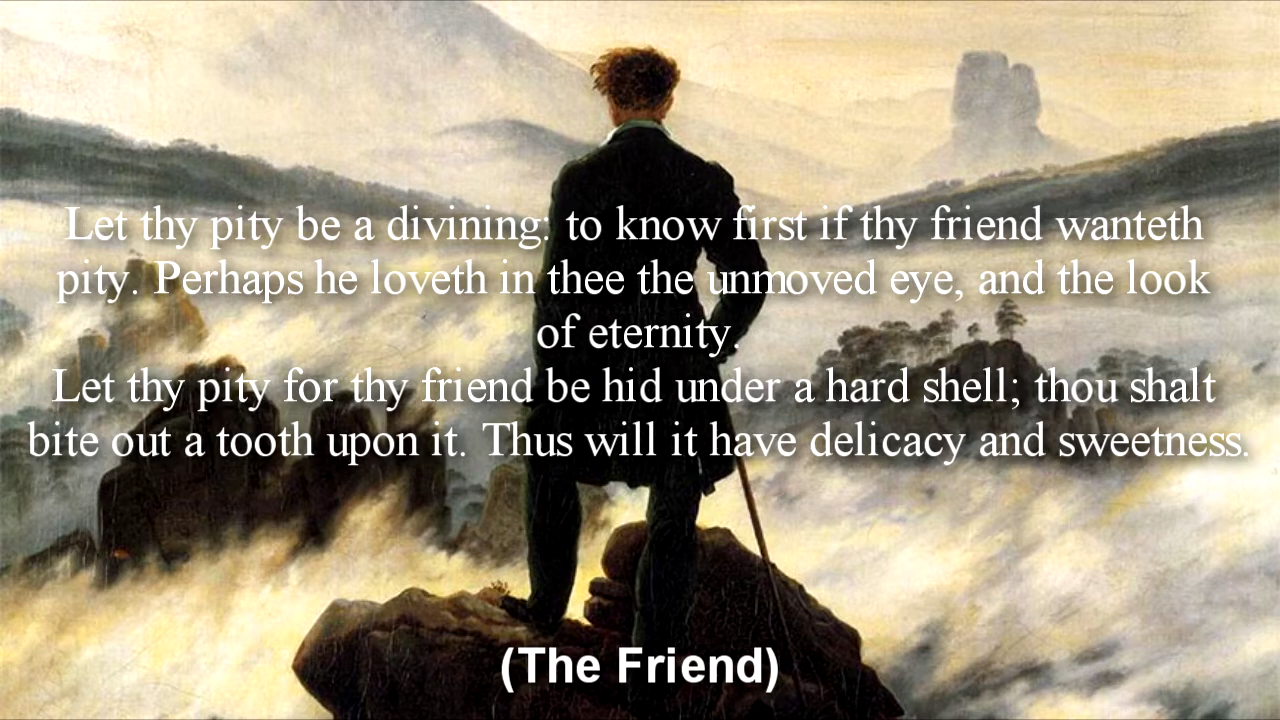 Let thy pity be a divining: to know first if thy friend wanteth
pity. Perhaps he loveth in thee the unmoved eye, and the look
of eternity.
Let thy pity for thy friend be hid under a hard shell; thou shalt
bite out a tooth upon it. Thus will it have delicacy and sweetness.
(The Friend)